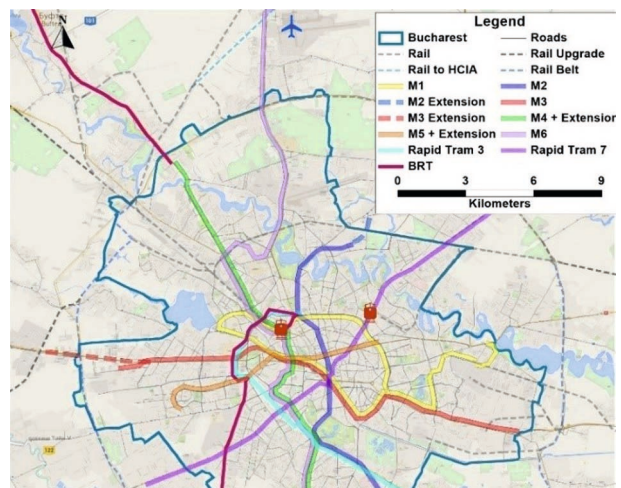 N
Legend
Bucharest
Roads
Rail
Rail Upgrade
Rail to HCIA
Rail Belt
M1
M2
M2 Extension
M3
M3 Extension
M4 + Extension
M5 + Extension
M6
Rapid Tram 3
Rapid Tram 7
BRT
0 3 6 9
Kilometers